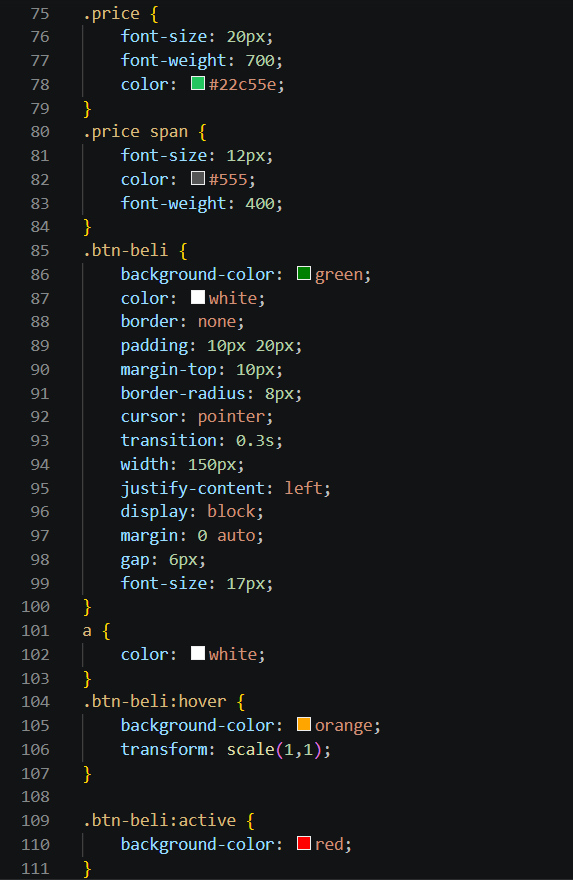 75 .price {
76     font-size: 20px;
77     font-weight: 700;
78     color: #22c55e;
79 }
80 .price span {
81     font-size: 12px;
82     color: #555;
83     font-weight: 400;
84 }
85 .btn-beli {
86     background-color: green;
87     color: white;
88     border: none;
89     padding: 10px 20px;
90     margin-top: 10px;
91     border-radius: 8px;
92     cursor: pointer;
93     transition: 0.3s;
94     width: 150px;
95     justify-content: left;
96     display: block;
97     margin: 0 auto;
98     gap: 6px;
99     font-size: 17px;
100 }
101 a {
102     color: white;
103 }
104 .btn-beli:hover {
105     background-color: orange;
106     transform: scale(1,1);
107 }
108
109 .btn-beli:active {
110     background-color: red;
111 }